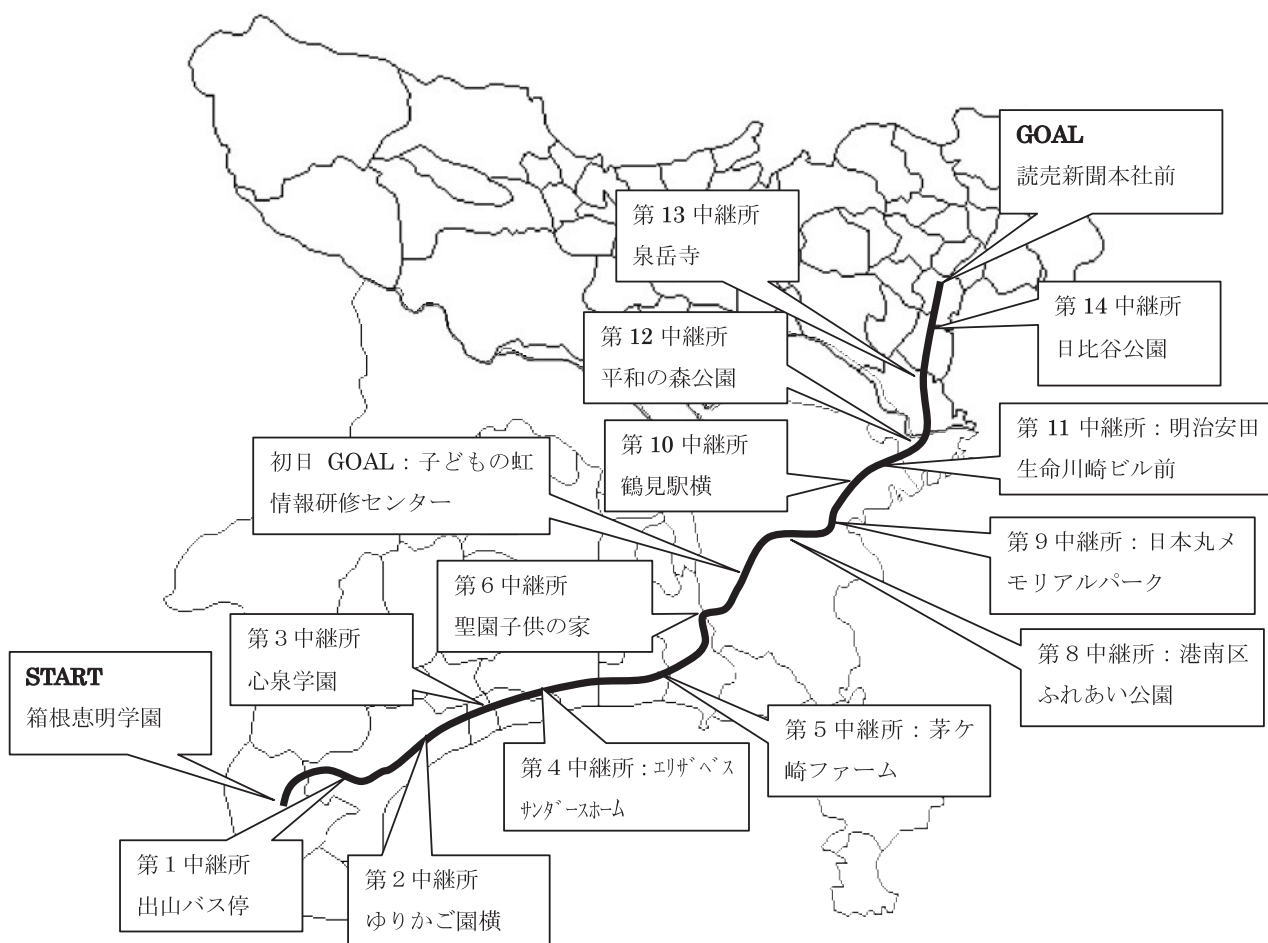 GOAL
読売新聞本社前
第 13 中継所
泉岳寺
第 14 中継所
日比谷公園
第 12 中継所
平和の森公園
第 11 中継所：明治安田
生命川崎ビル前
第 10 中継所
鶴見駅横
初日 GOAL：子どもの虹
情報研修センター
第９中継所：日本丸メ
モリアルパーク
第６中継所
聖園子供の家
第８中継所：港南区
ふれあい公園
第３中継所
心泉学園
START
箱根恵明学園
第５中継所：茅ケ
崎ファーム
第４中継所：ｴﾘｻﾞﾍﾞｽ
ｻﾝﾀﾞｰｽﾎｰﾑ
第１中継所
出山バス停
第２中継所
ゆりかご園横